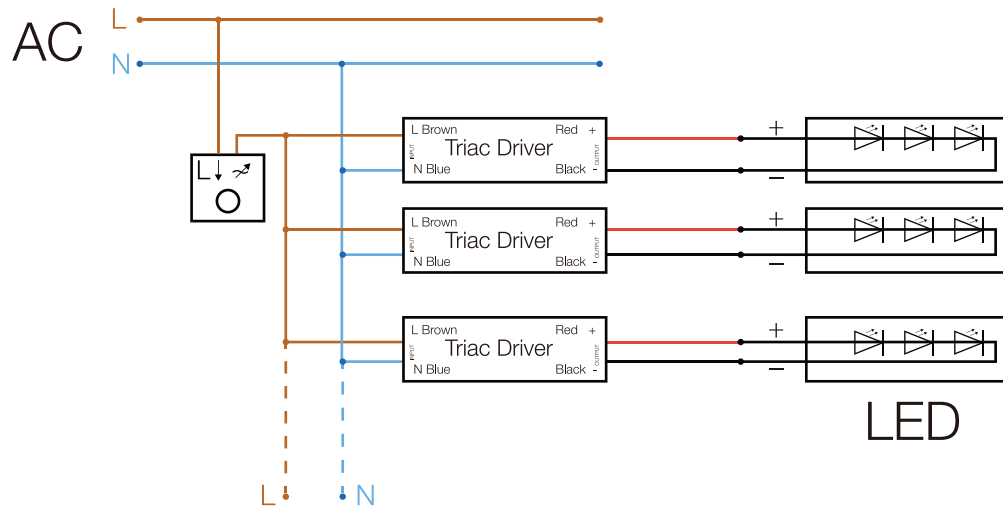 AC
L
N
L
L Brown
Red +
INPUT
Triac Driver
OUTPUT
N Blue
Black -
+
−
L Brown
Red +
INPUT
Triac Driver
OUTPUT
N Blue
Black -
+
−
L Brown
Red +
INPUT
Triac Driver
OUTPUT
N Blue
Black -
+
−
LED
L
N